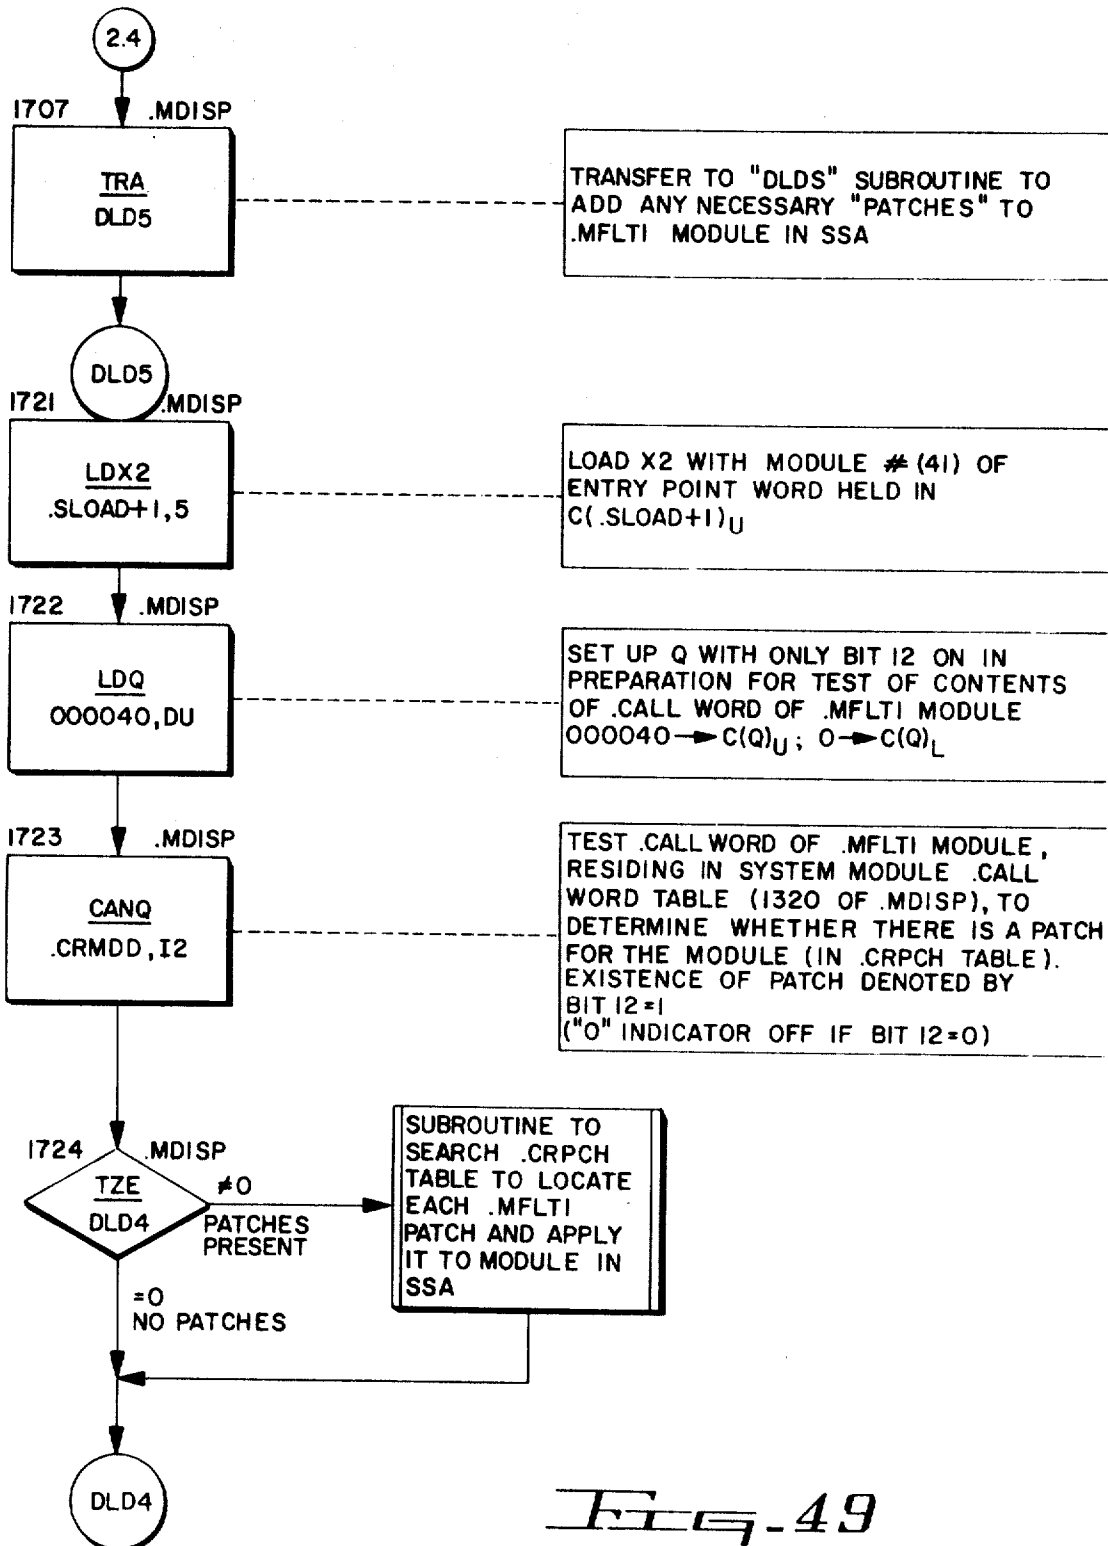 2.4
1707 .MDISP
TRA
DLD5
TRANSFER TO "DLDS" SUBROUTINE TO
ADD ANY NECESSARY "PATCHES" TO
.MFLTI MODULE IN SSA
DLD5
1721 .MDISP
LDX2
.SLOAD+1,5
LOAD X2 WITH MODULE # (41) OF
ENTRY POINT WORD HELD IN
C(.SLOAD+1)U
1722 .MDISP
LDQ
000040,DU
SET UP Q WITH ONLY BIT 12 ON IN
PREPARATION FOR TEST OF CONTENTS
OF .CALL WORD OF .MFLTI MODULE
000040→C(Q)U; 0→C(Q)L
1723 .MDISP
CANQ
.CRMDD,I2
TEST .CALL WORD OF .MFLTI MODULE,
RESIDING IN SYSTEM MODULE .CALL
WORD TABLE (1320 OF .MDISP), TO
DETERMINE WHETHER THERE IS A PATCH
FOR THE MODULE (IN .CRPCH TABLE).
EXISTENCE OF PATCH DENOTED BY
BIT 12=1
("0" INDICATOR OFF IF BIT 12=0)
1724 .MDISP
TZE
DLD4
≠0
PATCHES
PRESENT
SUBROUTINE TO
SEARCH .CRPCH
TABLE TO LOCATE
EACH .MFLTI
PATCH AND APPLY
IT TO MODULE IN
SSA
=0
NO PATCHES
DLD4
FIG-49